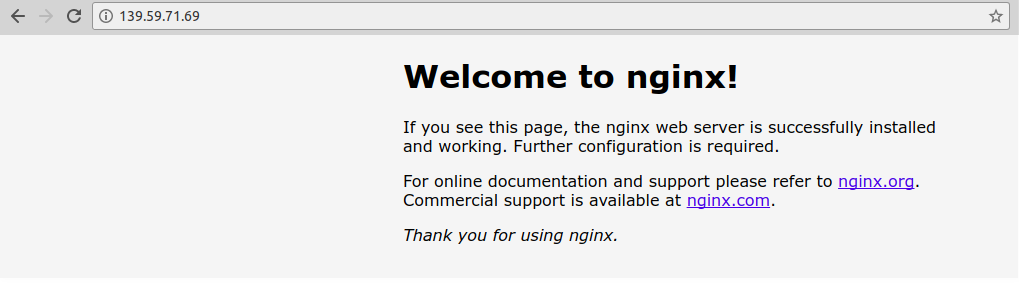 139.59.71.69
Welcome to nginx!
If you see this page, the nginx web server is successfully installed
and working. Further configuration is required.
For online documentation and support please refer to nginx.org.
Commercial support is available at nginx.com.
Thank you for using nginx.